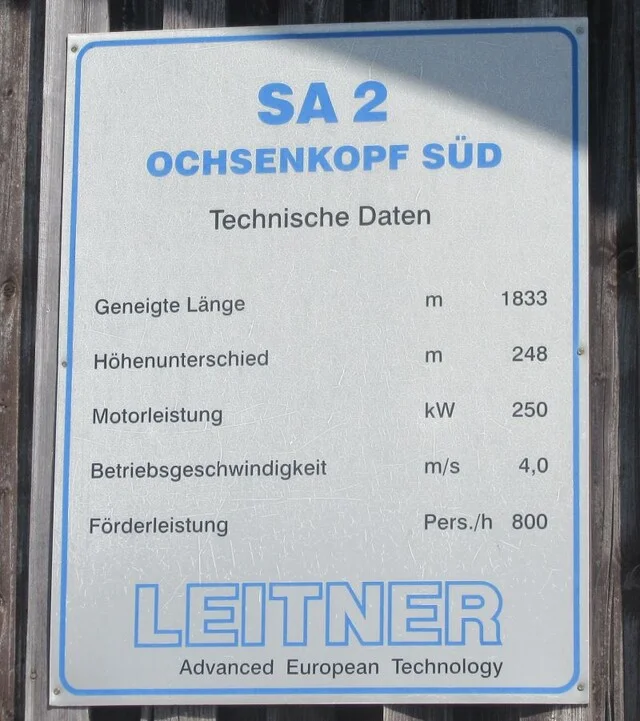 SA 2
OCHSENKOPF SÜD
Technische Daten
Geneigte Länge m 1833
Höhenunterschied m 248
Motorleistung kW 250
Betriebsgeschwindigkeit m/s 4,0
Förderleistung Pers./h 800
LEITNER
Advanced European Technology